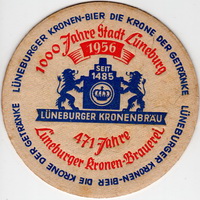 LÜNEBURGER KRONEN-BIER DIE KRONE DER GETRÄNKE
1000 Jahre Stadt Lüneburg
1956
SEIT
1485
LÜNEBURGER KRONENBRÄU
471 Jahre
Lüneburger Kronen-Brauerei
LÜNEBURGER KRONEN-BIER DIE KRONE DER GETRÄNKE